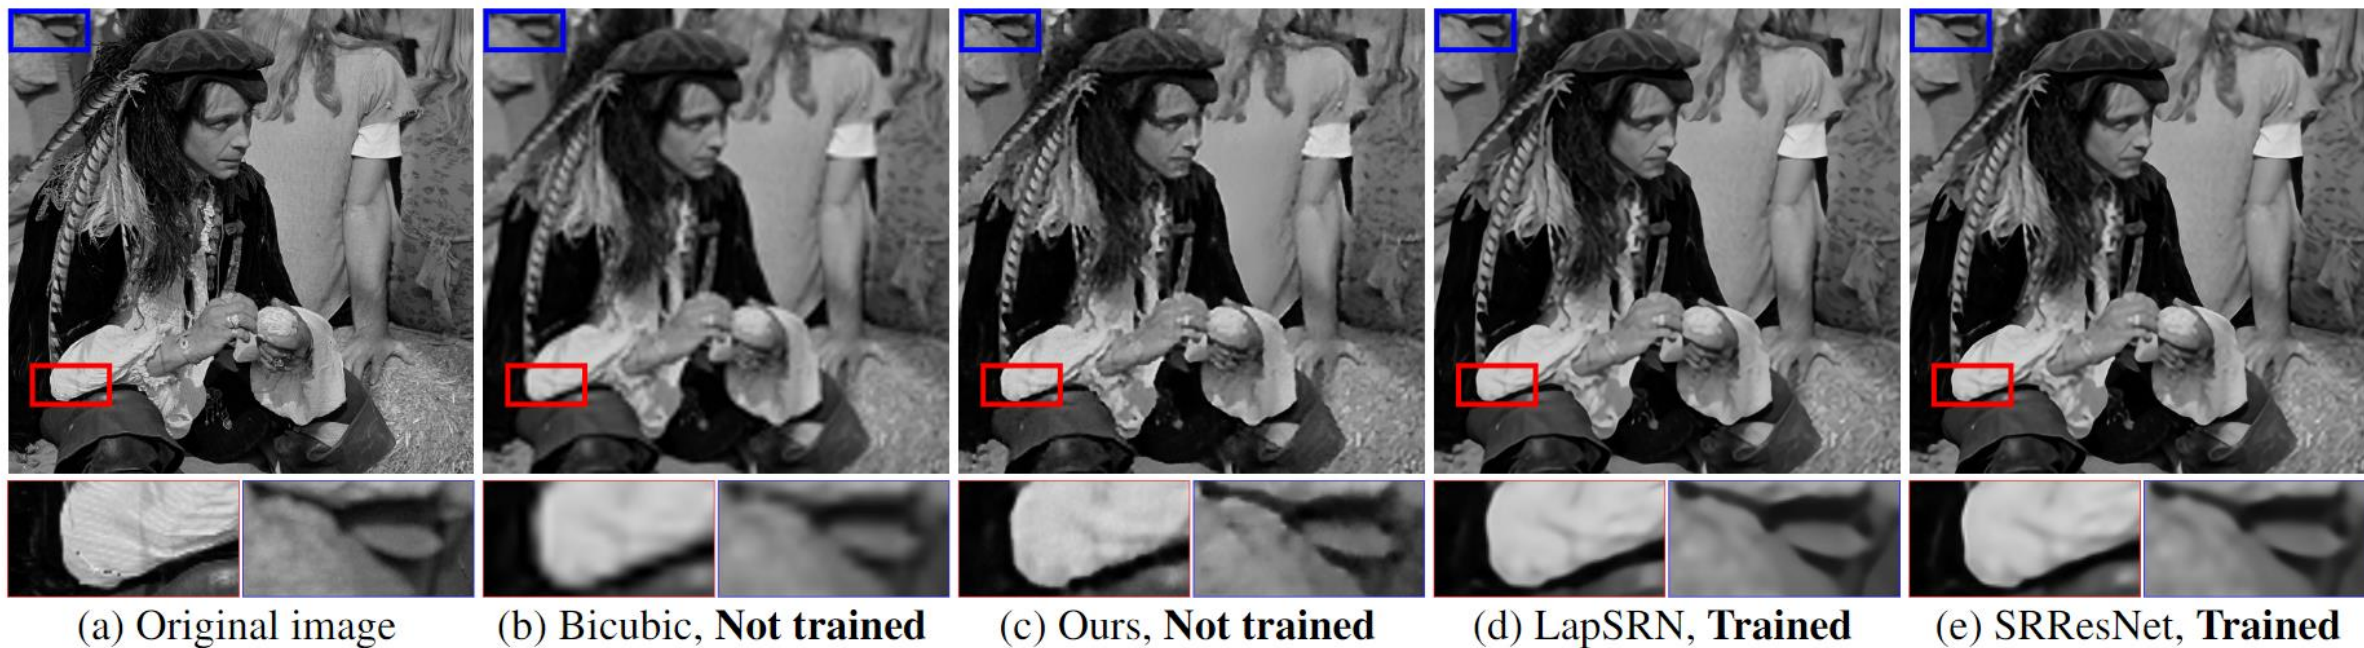 (a) Original image
(b) Bicubic, Not trained
(c) Ours, Not trained
(d) LapSRN, Trained
(e) SRResNet, Trained